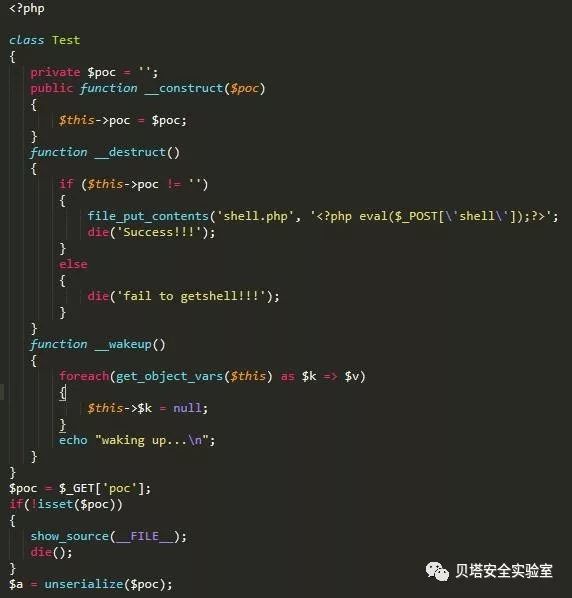 <?php
class Test
{
private $poc = '';
public function __construct($poc)
{
$this->poc = $poc;
}
function __destruct()
{
if ($this->poc != '')
{
file_put_contents('shell.php', '<?php eval($_POST[\'shell\']);?>';
die('Success!!!');
}
else
{
die('fail to getshell!!!');
}
}
function __wakeup()
{
foreach(get_object_vars($this) as $k => $v)
{
$this->$k = null;
}
echo "waking up...\n";
}
}
$poc = $_GET['poc'];
if(!isset($poc))
{
show_source(__FILE__);
die();
}
$a = unserialize($poc);
贝塔安全实验室